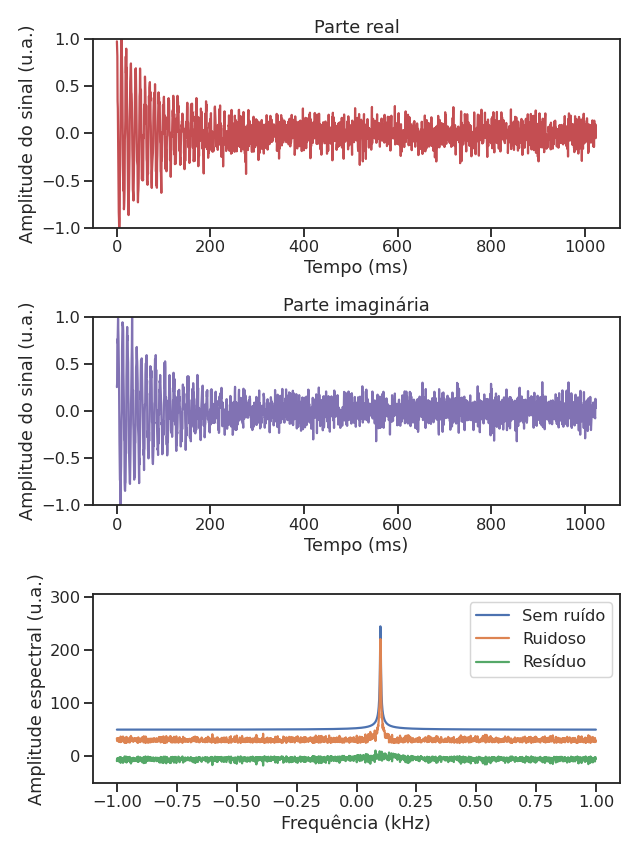 Parte real
Amplitude do sinal (u.a.)
1.0
0.5
0.0
−0.5
−1.0
0 200 400 600 800 1000
Tempo (ms)
Parte imaginária
Amplitude do sinal (u.a.)
1.0
0.5
0.0
−0.5
−1.0
0 200 400 600 800 1000
Tempo (ms)
Amplitude espectral (u.a.)
300
200
100
0
Sem ruído
Ruidoso
Resíduo
−1.00 −0.75 −0.50 −0.25 0.00 0.25 0.50 0.75 1.00
Frequência (kHz)